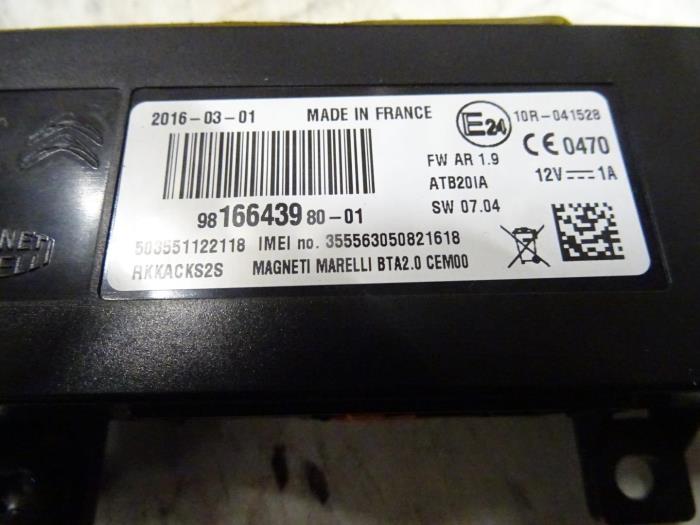 2016-03-01 MADE IN FRANCE E24 10R-041528
CE 0470
FW AR 1.9
ATB20IA 12V 1A
98 166439 80-01 SW 07.04
503551122118 IMEI no. 355563050821618
RKKACKS2S MAGNETI MARELLI BTA2.0 CEM00